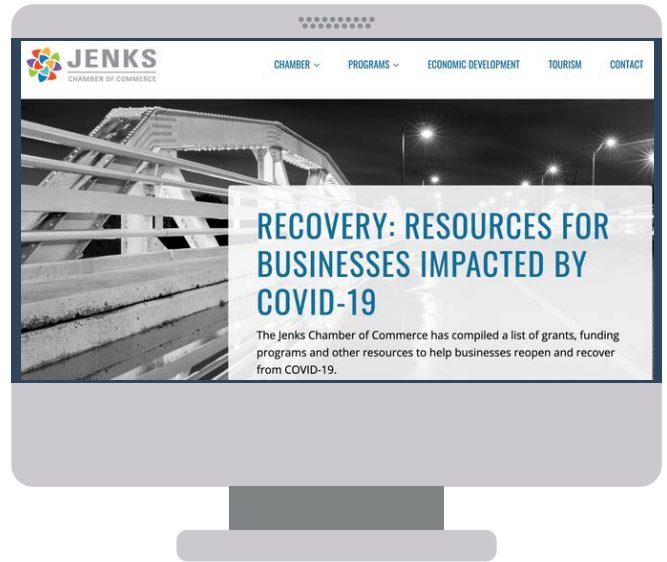 JENKS
CHAMBER OF COMMERCE
CHAMBER
PROGRAMS
ECONOMIC DEVELOPMENT
TOURISM
CONTACT
RECOVERY: RESOURCES FOR
BUSINESSES IMPACTED BY
COVID-19
The Jenks Chamber of Commerce has compiled a list of grants, funding
programs and other resources to help businesses reopen and recover
from COVID-19.